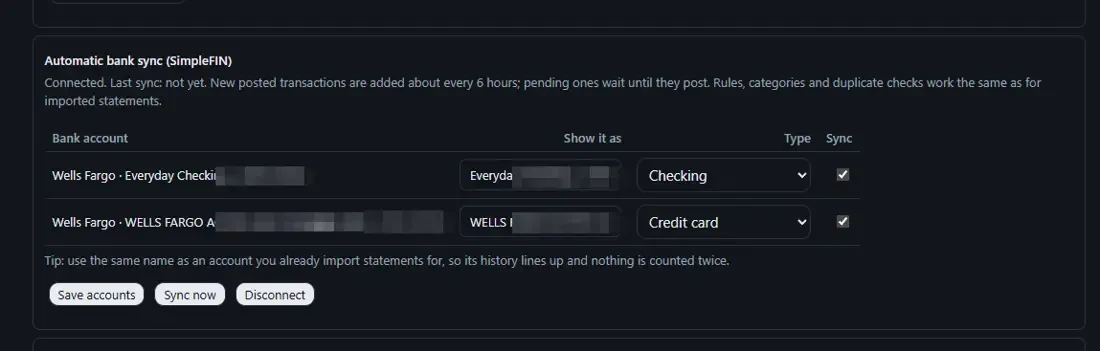 Automatic bank sync (SimpleFIN)
Connected. Last sync: not yet. New posted transactions are added about every 6 hours; pending ones wait until they post. Rules, categories and duplicate checks work the same as for
imported statements.
Bank account Show it as Type Sync
Wells Fargo · Everyday Checking Everyday Checking
Wells Fargo · WELLS FARGO WELLS Credit card
Tip: use the same name as an account you already import statements for, so its history lines up and nothing is counted twice.
Save accounts Sync now Disconnect